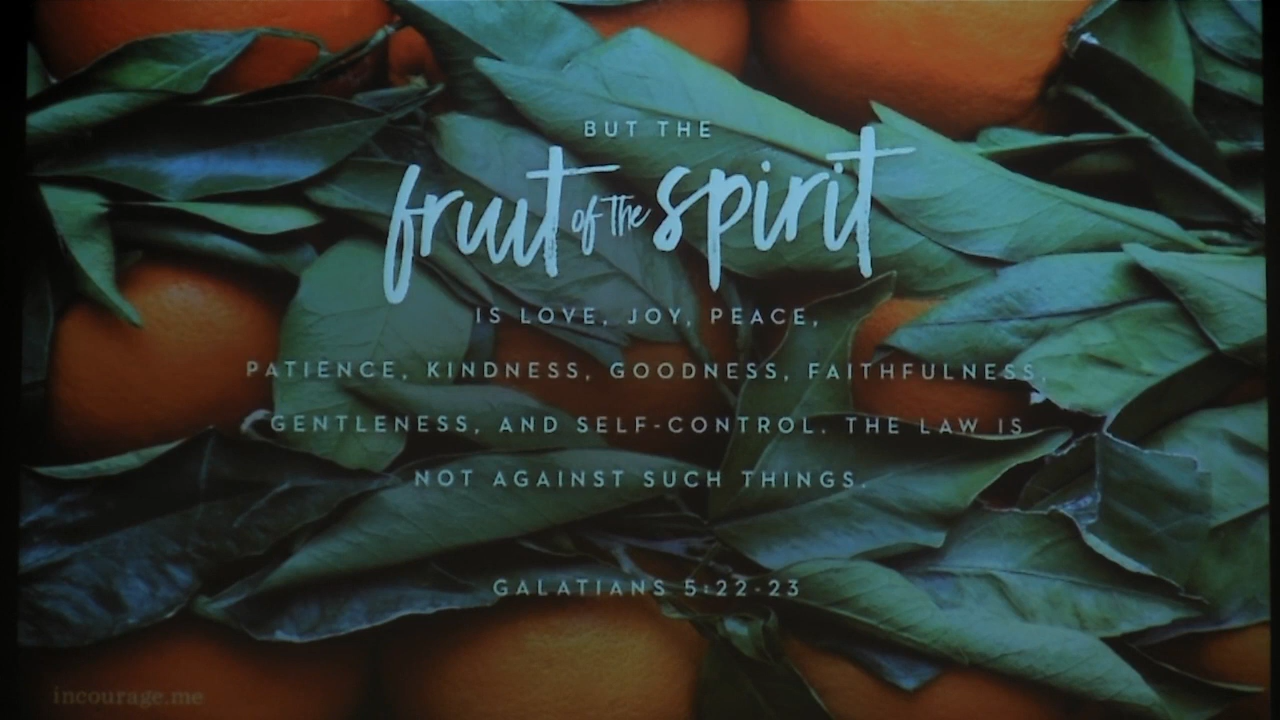 BUT THE
fruit of the spirit
IS LOVE, JOY, PEACE,
PATIENCE, KINDNESS, GOODNESS, FAITHFULNESS,
GENTLENESS, AND SELF-CONTROL. THE LAW IS
NOT AGAINST SUCH THINGS.
GALATIANS 5:22-23
incourage.me